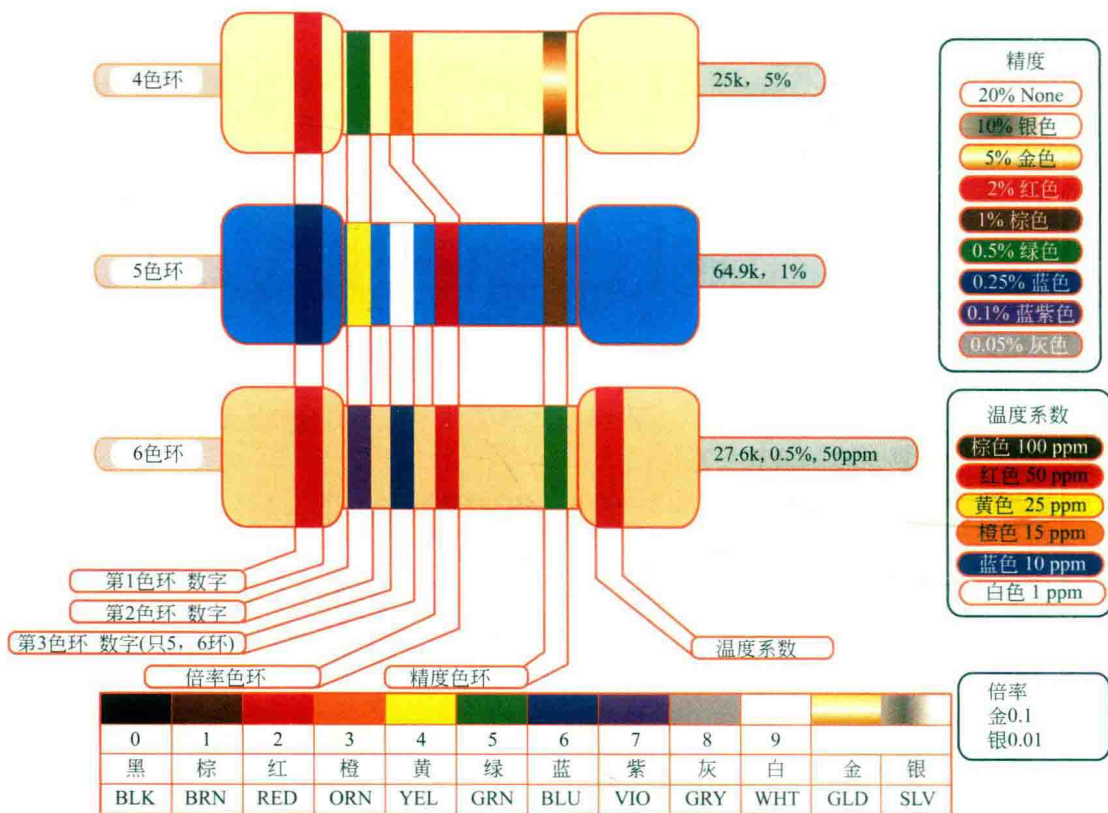 4色环
25k，5%
5色环
64.9k，1%
6色环
27.6k, 0.5%, 50ppm
精度
20% None
10% 银色
5% 金色
2% 红色
1% 棕色
0.5% 绿色
0.25% 蓝色
0.1% 蓝紫色
0.05% 灰色
温度系数
棕色 100 ppm
红色 50 ppm
黄色 25 ppm
橙色 15 ppm
蓝色 10 ppm
白色 1 ppm
第1色环 数字
第2色环 数字
第3色环 数字(只5，6环)
倍率色环
精度色环
温度系数
0 1 2 3 4 5 6 7 8 9
黑 棕 红 橙 黄 绿 蓝 紫 灰 白 金 银
BLK BRN RED ORN YEL GRN BLU VIO GRY WHT GLD SLV
倍率
金0.1
银0.01